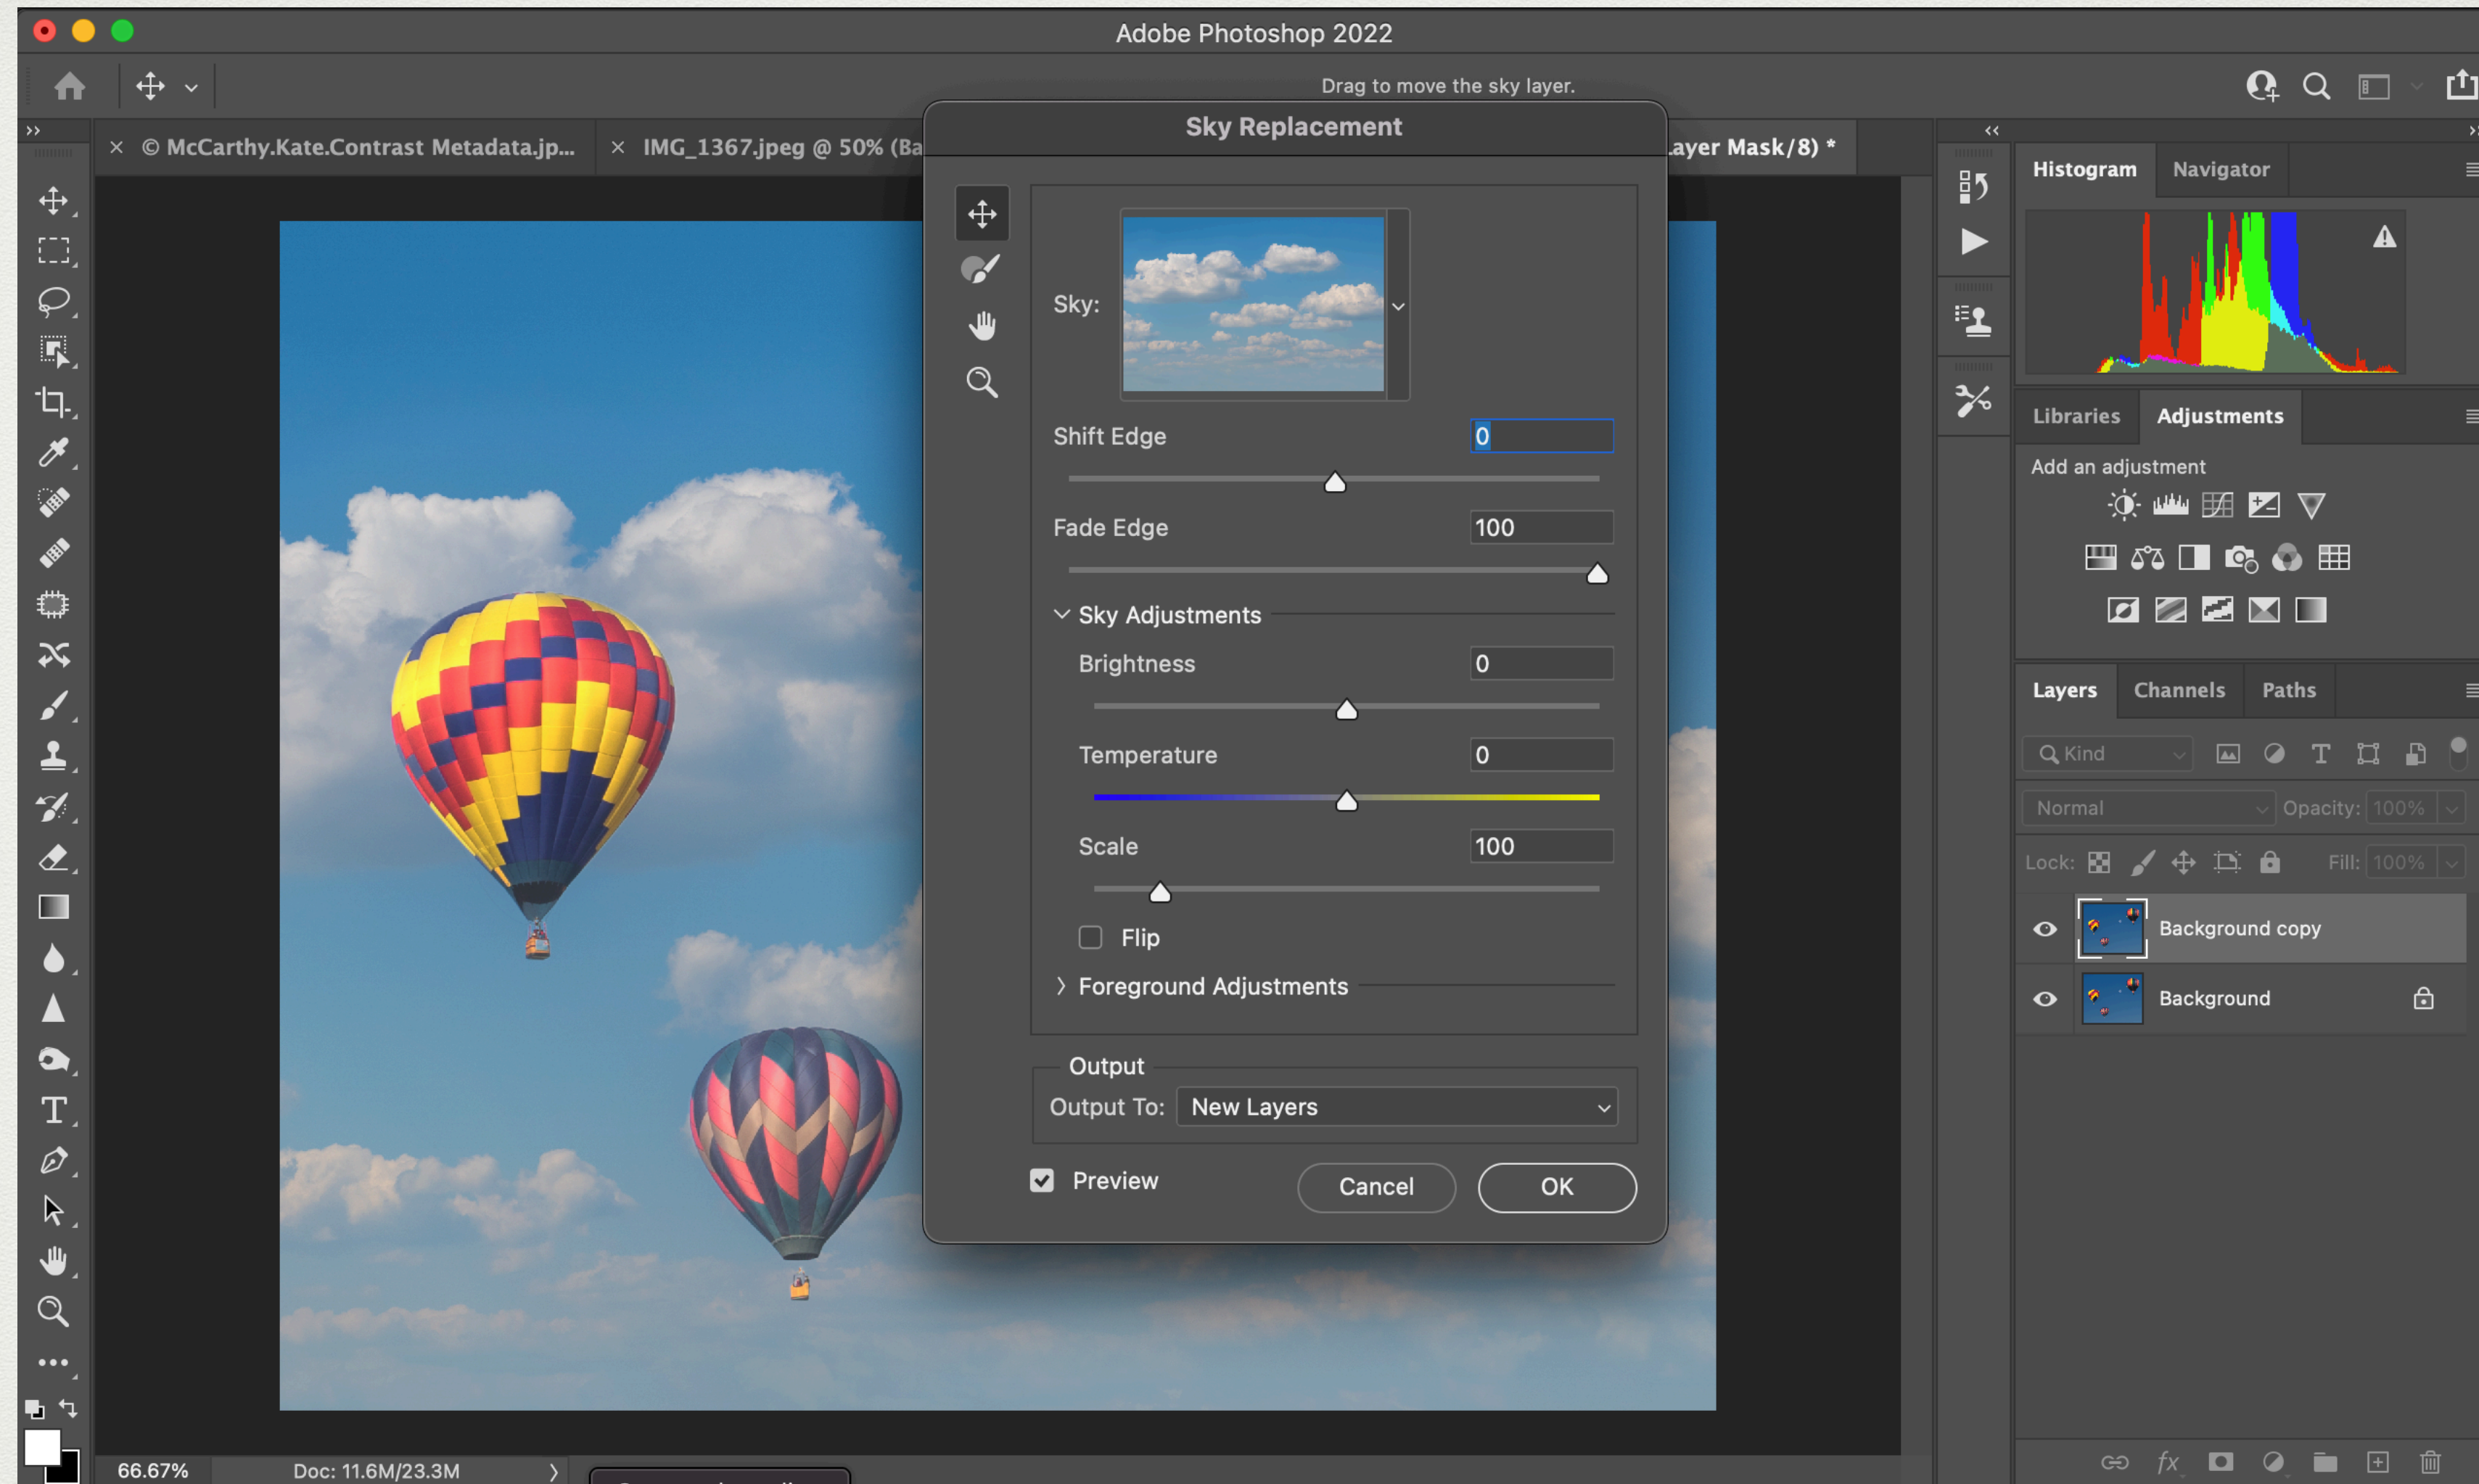 Adobe Photoshop 2022
Drag to move the sky layer.
× © McCarthy.Kate.Contrast Metadata.jp...
× IMG_1367.jpeg @ 50% (Ba
Layer Mask/8) *
Sky Replacement
Sky:
Shift Edge 0
Fade Edge 100
Sky Adjustments
Brightness 0
Temperature 0
Scale 100
Flip
Foreground Adjustments
Output
Output To: New Layers
Preview
Cancel
OK
Histogram Navigator
Libraries Adjustments
Add an adjustment
Layers Channels Paths
Kind
Normal Opacity: 100%
Lock: Fill: 100%
Background copy
Background
fx
66.67% Doc: 11.6M/23.3M